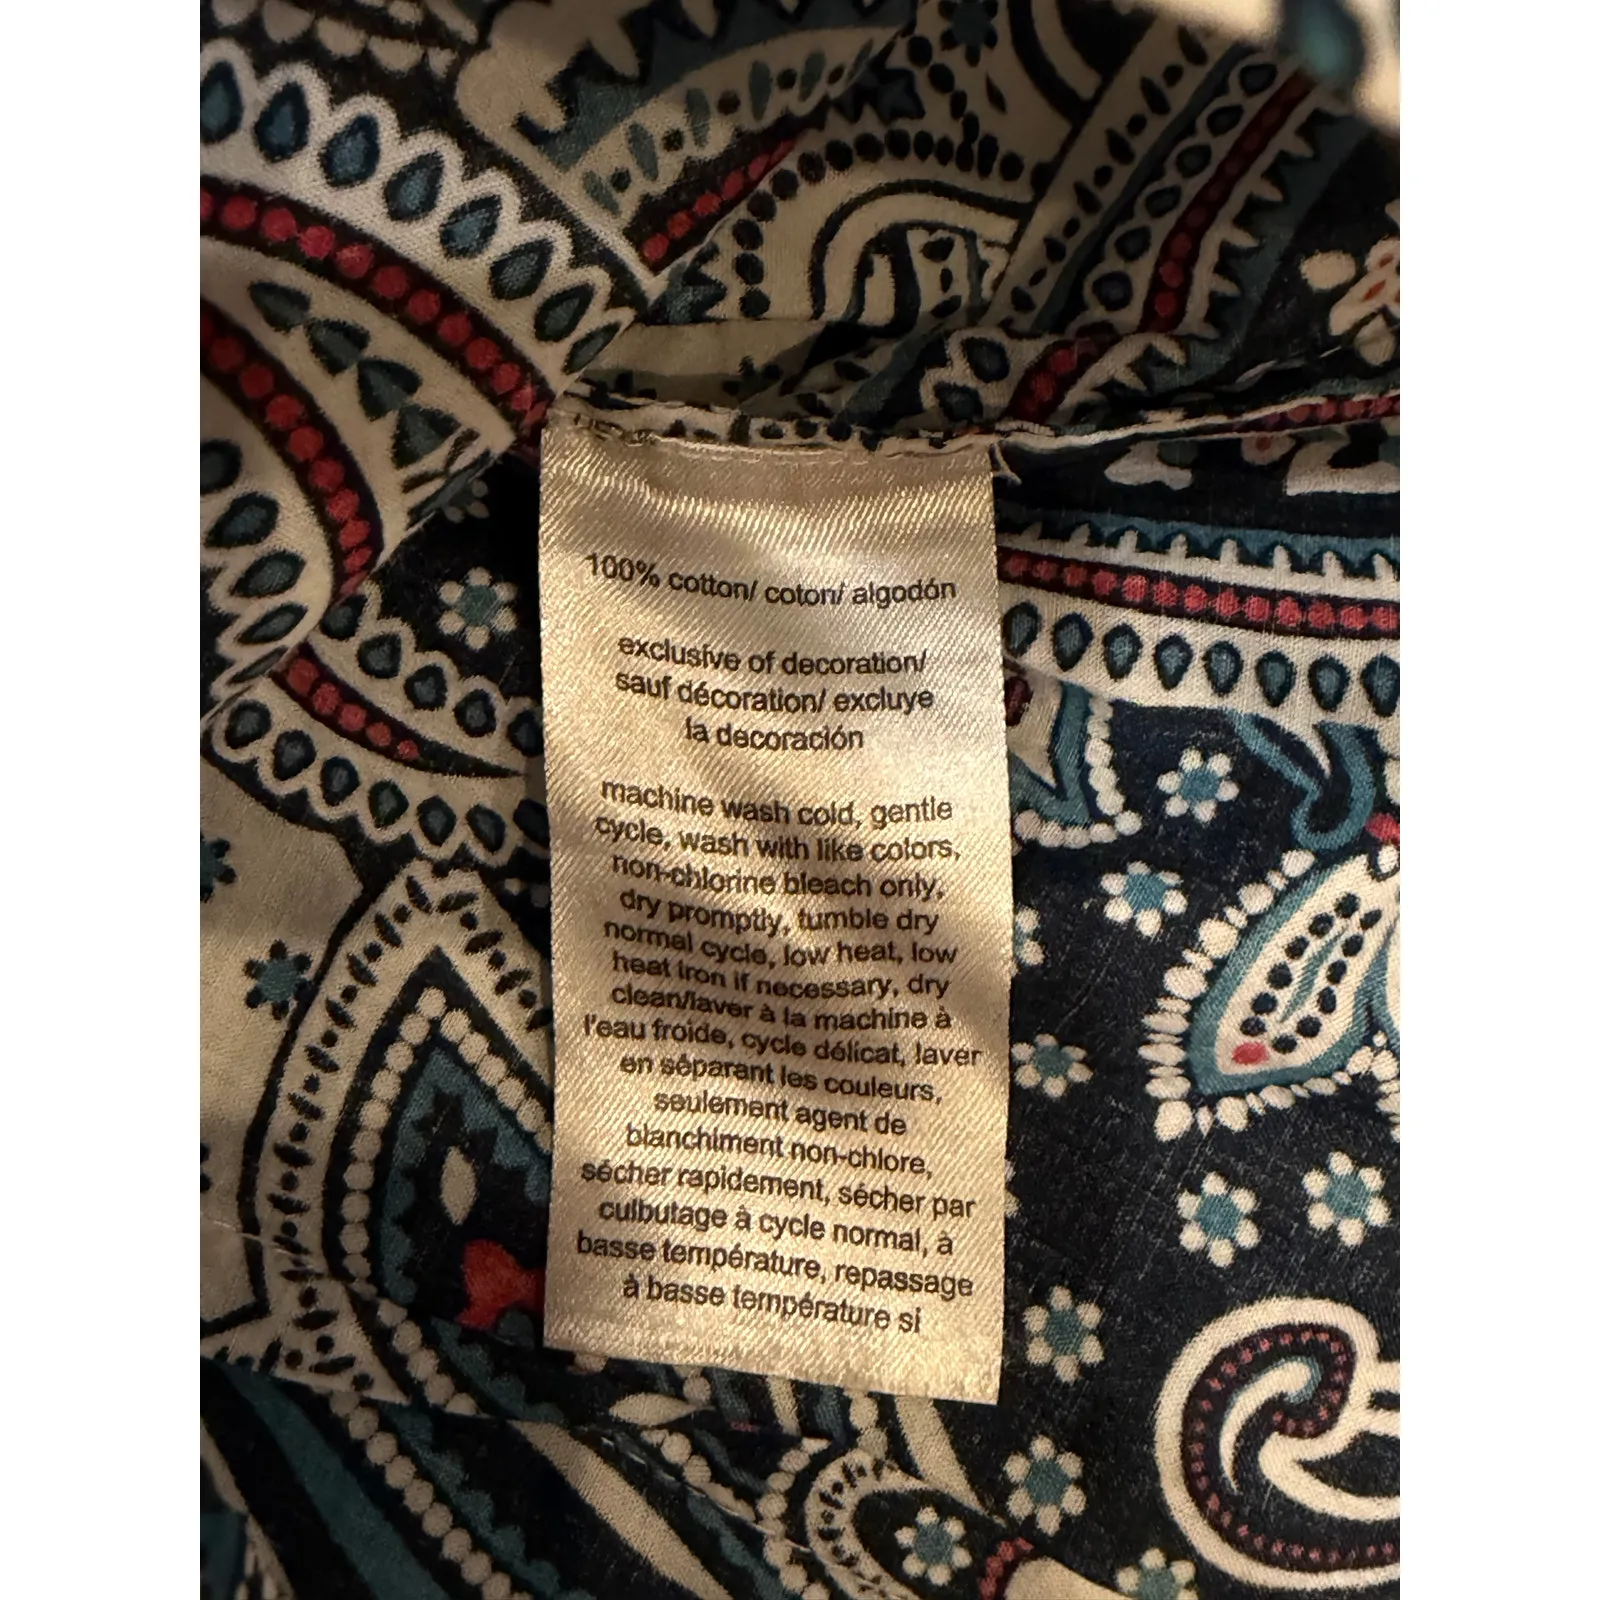 100% cotton/ coton/ algodón
exclusive of decoration/
sauf décoration/ excluye
la decoración
machine wash cold, gentle
cycle, wash with like colors,
non-chlorine bleach only,
dry promptly, tumble dry
normal cycle, low heat, low
heat iron if necessary, dry
clean/laver à la machine à
l'eau froide, cycle délicat, laver
en séparant les couleurs,
seulement agent de
blanchiment non-chlore,
sécher rapidement, sécher par
culbutage à cycle normal, à
basse température, repassage
à basse température si